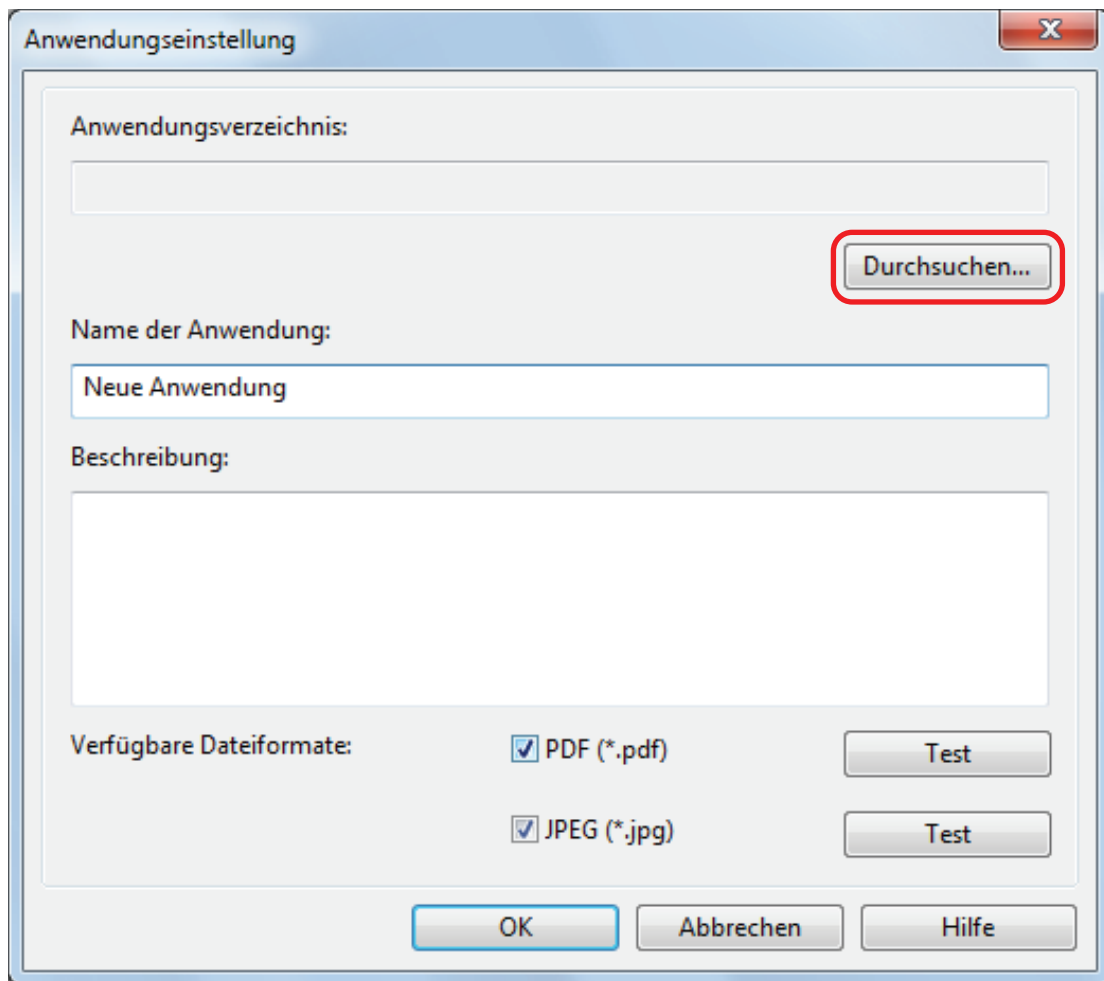 Anwendungseinstellung
Anwendungsverzeichnis:
Durchsuchen...
Name der Anwendung:
Neue Anwendung
Beschreibung:
Verfügbare Dateiformate:
PDF (*.pdf)
Test
JPEG (*.jpg)
Test
OK
Abbrechen
Hilfe